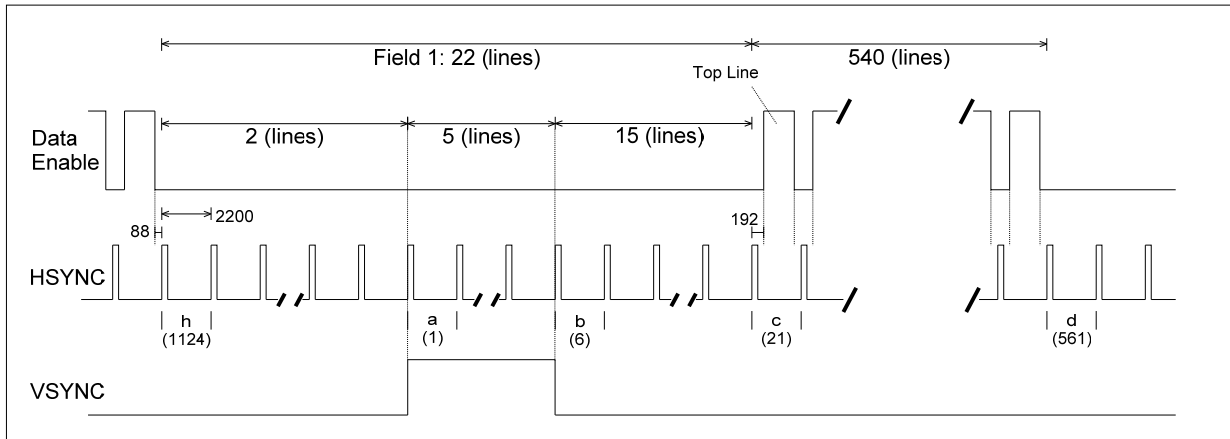 Field 1: 22 (lines)
540 (lines)
Top Line
Data
Enable
2 (lines)
5 (lines)
15 (lines)
2200
88
192
HSYNC
h
(1124)
a
(1)
b
(6)
c
(21)
d
(561)
VSYNC